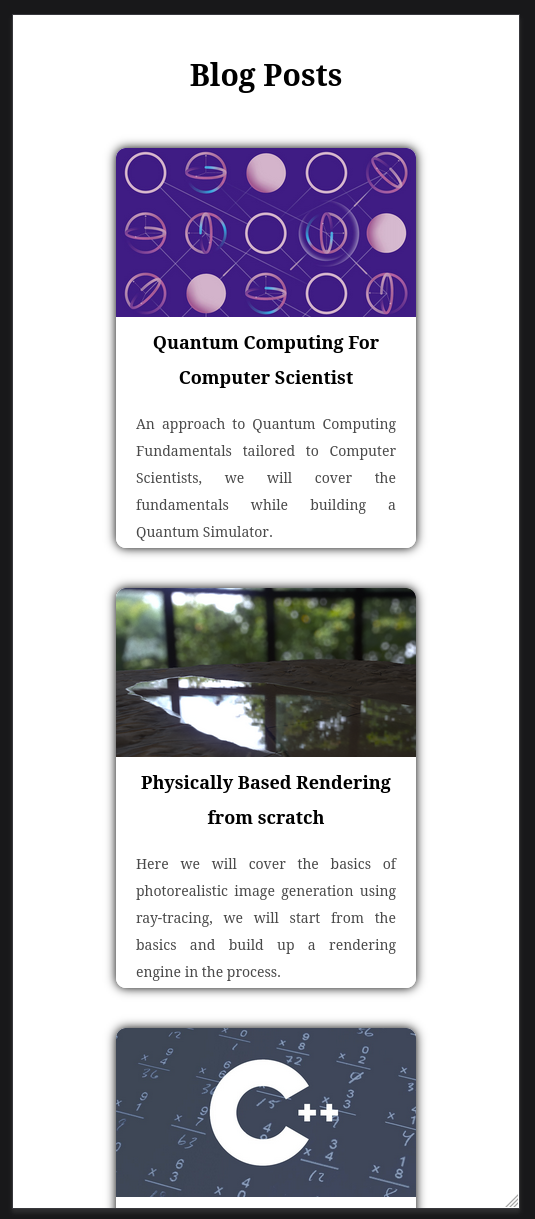 Blog Posts
Quantum Computing For
Computer Scientist
An approach to Quantum Computing
Fundamentals tailored to Computer
Scientists, we will cover the
fundamentals while building a
Quantum Simulator.
Physically Based Rendering
from scratch
Here we will cover the basics of
photorealistic image generation using
ray-tracing, we will start from the
basics and build up a rendering
engine in the process.
C++